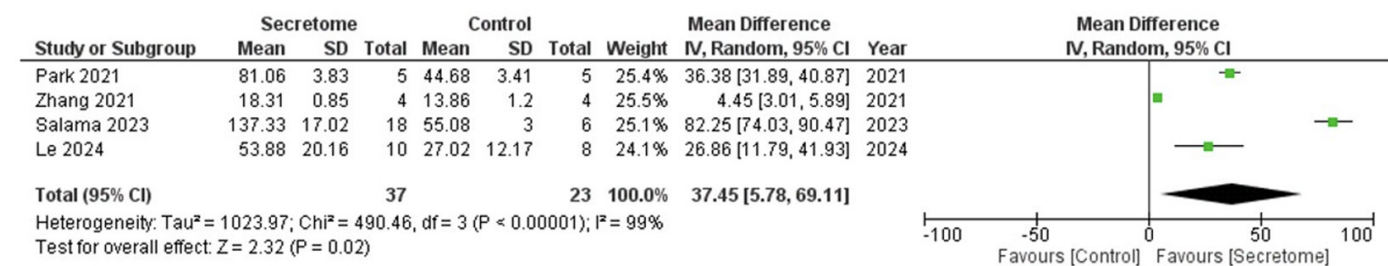 Secretome Control Mean Difference Mean Difference
Study or Subgroup Mean SD Total Mean SD Total Weight IV, Random, 95% CI Year IV, Random, 95% CI
Park 2021 81.06 3.83 5 44.68 3.41 5 25.4% 36.38 [31.89, 40.87] 2021
Zhang 2021 18.31 0.85 4 13.86 1.2 4 25.5% 4.45 [3.01, 5.89] 2021
Salama 2023 137.33 17.02 18 55.08 3 6 25.1% 82.25 [74.03, 90.47] 2023
Le 2024 53.88 20.16 10 27.02 12.17 8 24.1% 26.86 [11.79, 41.93] 2024
Total (95% CI) 37 23 100.0% 37.45 [5.78, 69.11]
Heterogeneity: Tau² = 1023.97; Chi² = 490.46, df = 3 (P < 0.00001); I² = 99%
Test for overall effect: Z = 2.32 (P = 0.02)
-100 -50 0 50 100
Favours [Control] Favours [Secretome]